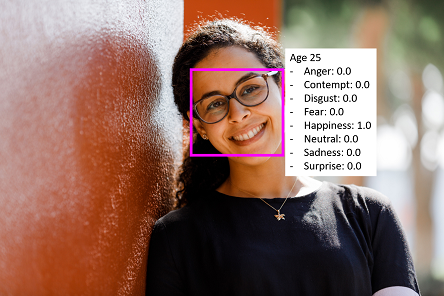 Age 25
- Anger: 0.0
- Contempt: 0.0
- Disgust: 0.0
- Fear: 0.0
- Happiness: 1.0
- Neutral: 0.0
- Sadness: 0.0
- Surprise: 0.0